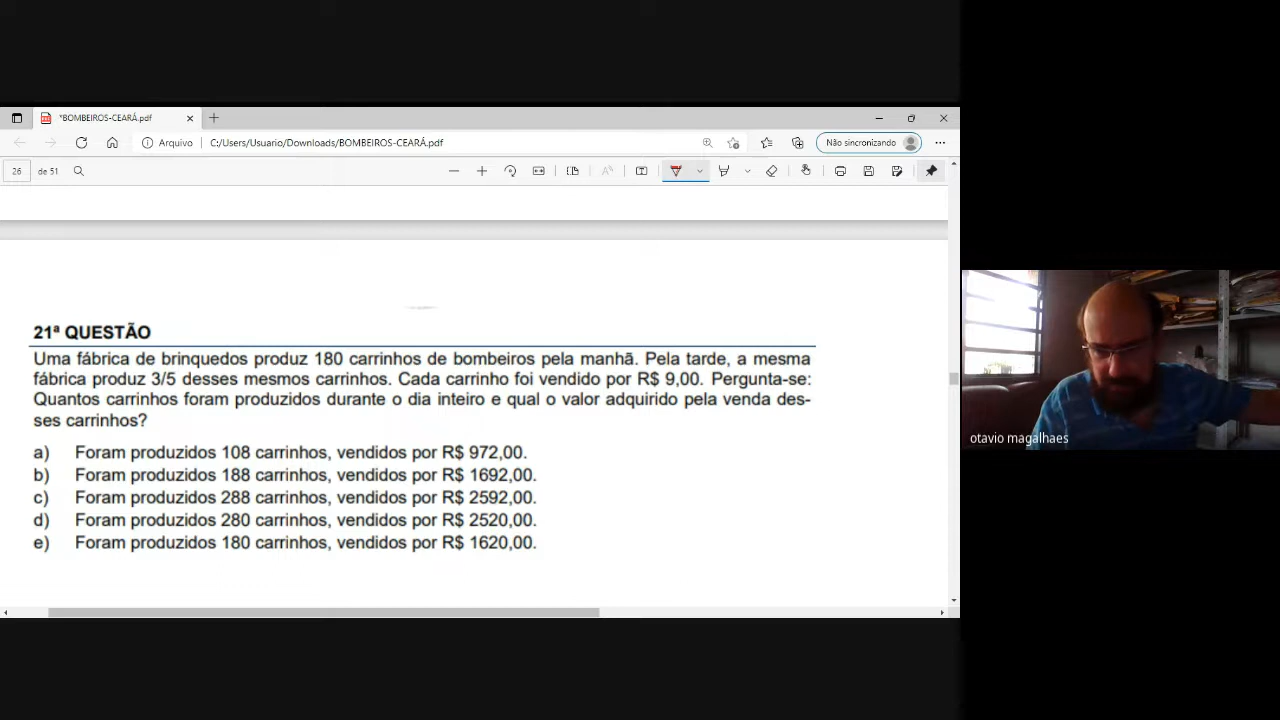 *BOMBEIROS-CEARÁ.pdf
Arquivo C:/Users/Usuario/Downloads/BOMBEIROS-CEARÁ.pdf Não sincronizando
26 de 51
21ª QUESTÃO
Uma fábrica de brinquedos produz 180 carrinhos de bombeiros pela manhã. Pela tarde, a mesma
fábrica produz 3/5 desses mesmos carrinhos. Cada carrinho foi vendido por R$ 9,00. Pergunta-se:
Quantos carrinhos foram produzidos durante o dia inteiro e qual o valor adquirido pela venda des-
ses carrinhos?
a) Foram produzidos 108 carrinhos, vendidos por R$ 972,00.
b) Foram produzidos 188 carrinhos, vendidos por R$ 1692,00.
c) Foram produzidos 288 carrinhos, vendidos por R$ 2592,00.
d) Foram produzidos 280 carrinhos, vendidos por R$ 2520,00.
e) Foram produzidos 180 carrinhos, vendidos por R$ 1620,00.
otavio magalhaes